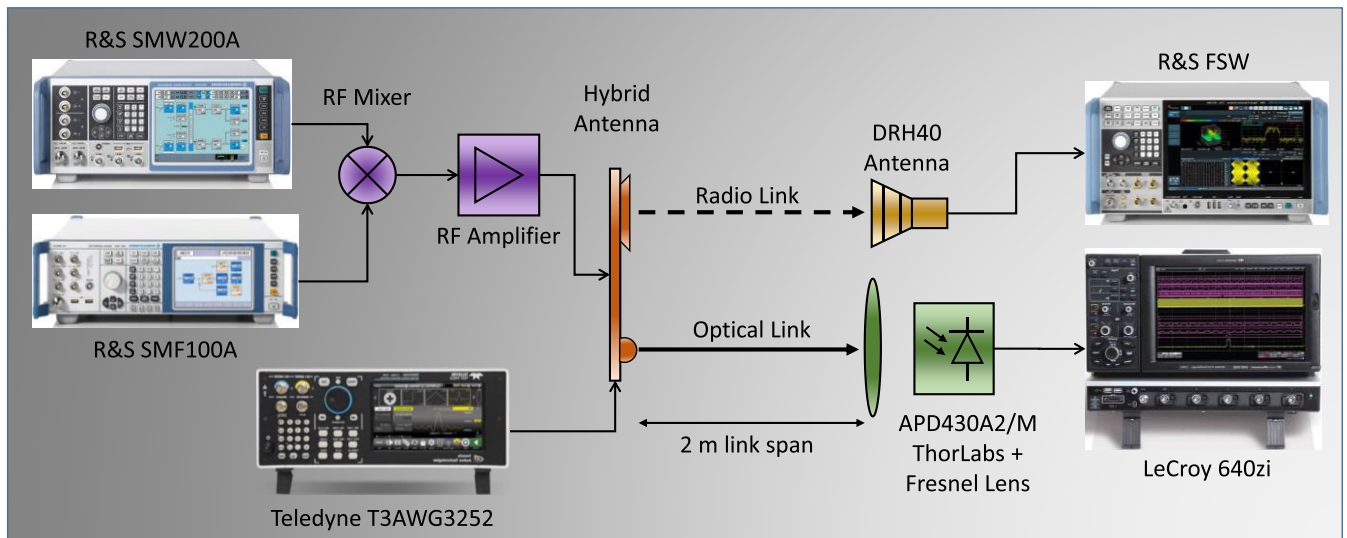 R&S SMW200A
RF Mixer
Hybrid
Antenna
R&S FSW
DRH40
Antenna
Radio Link
RF Amplifier
R&S SMF100A
Optical Link
2 m link span
APD430A2/M
ThorLabs +
Fresnel Lens
LeCroy 640zi
Teledyne T3AWG3252